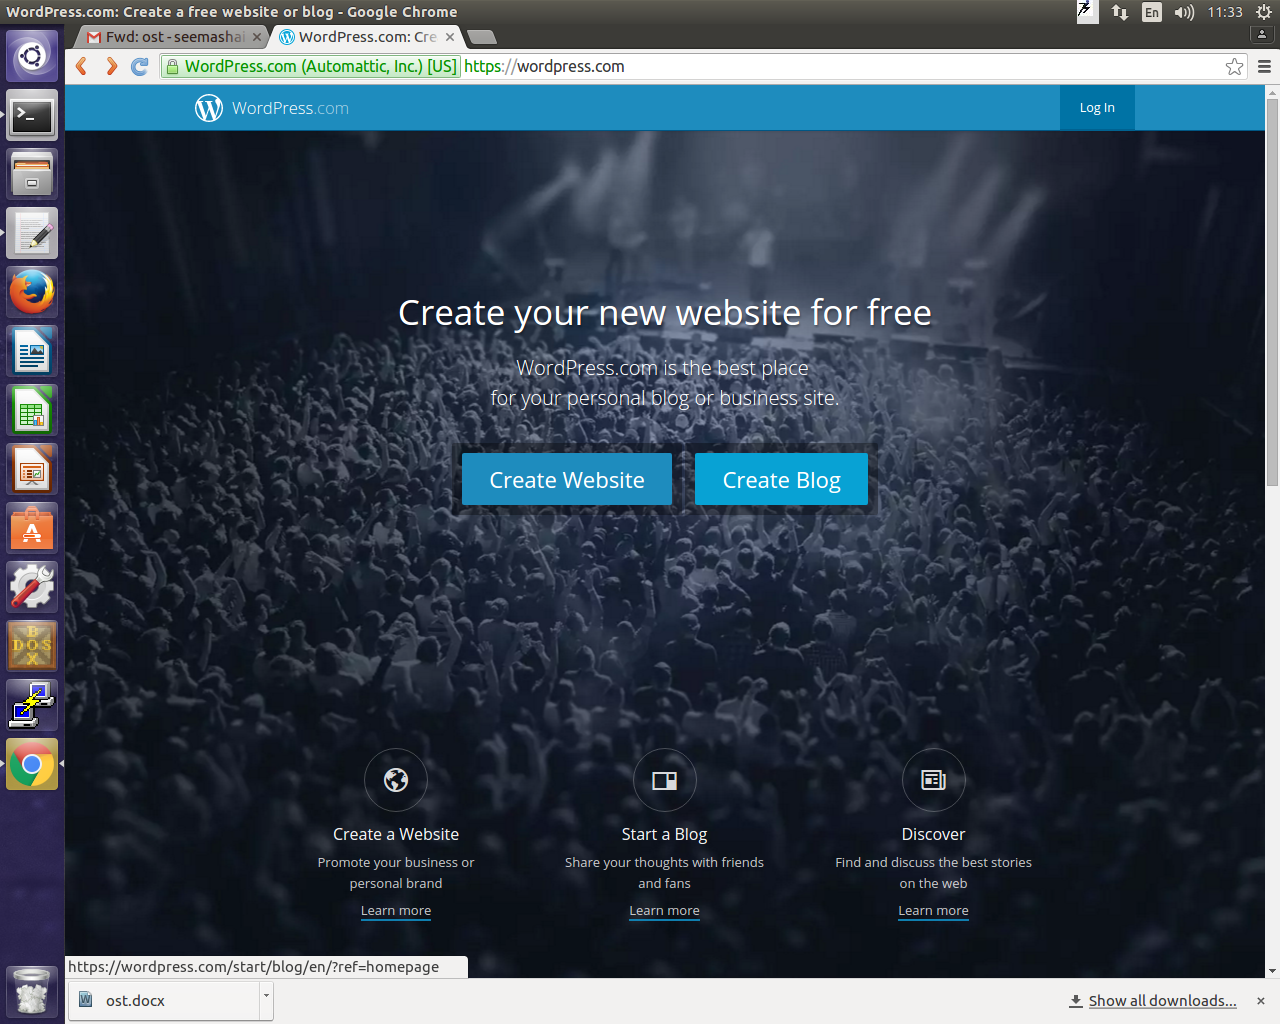 WordPress.com: Create a free website or blog - Google Chrome
En
11:33
Fwd: ost - seemashai
WordPress.com: Cre
WordPress.com (Automattic, Inc.) [US]
https://wordpress.com
WordPress.com
Log In
Create your new website for free
WordPress.com is the best place
for your personal blog or business site.
Create Website
Create Blog
DOS
BOX
Create a Website
Promote your business or
personal brand
Learn more
Start a Blog
Share your thoughts with friends
and fans
Learn more
Discover
Find and discuss the best stories
on the web
Learn more
https://wordpress.com/start/blog/en/?ref=homepage
ost.docx
Show all downloads...